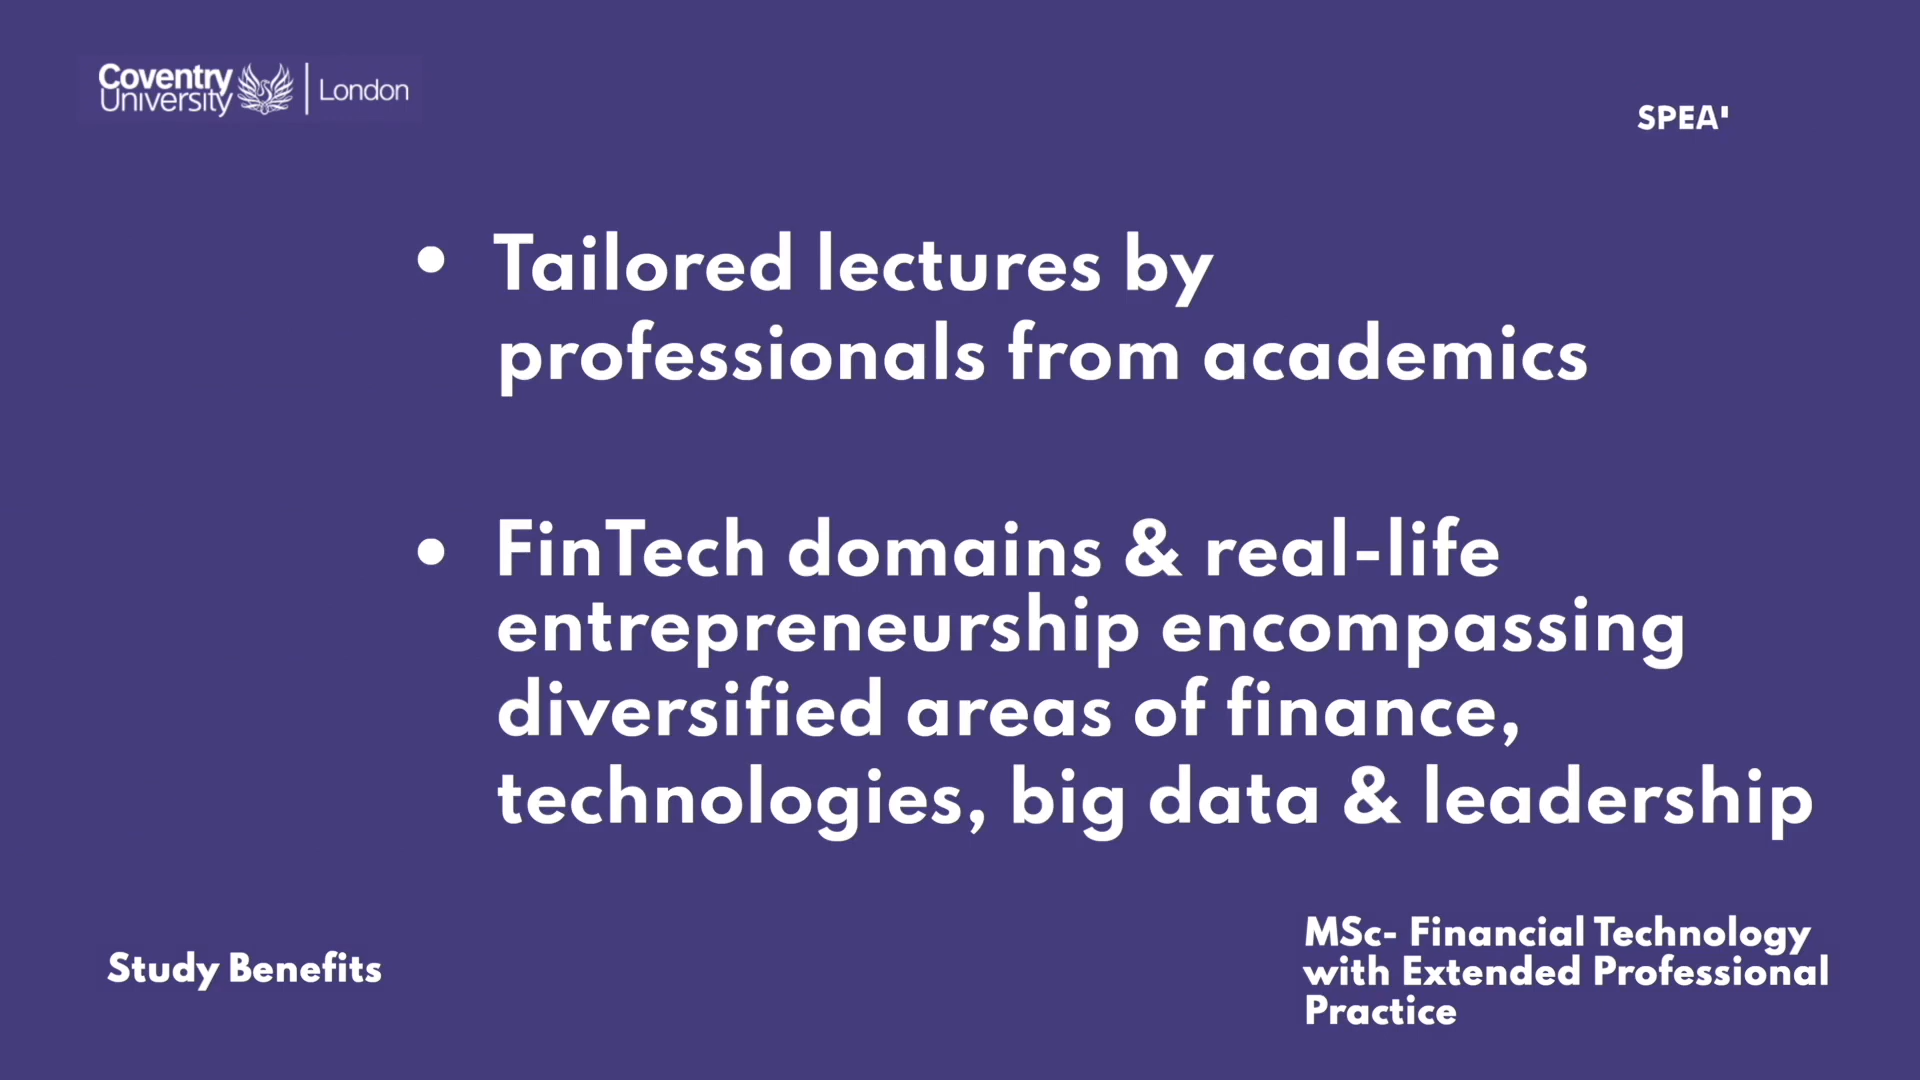 Coventry
University
London
SPEA'
• Tailored lectures by
professionals from academics
• FinTech domains & real-life
entrepreneurship encompassing
diversified areas of finance,
technologies, big data & leadership
Study Benefits
MSc- Financial Technology
with Extended Professional
Practice